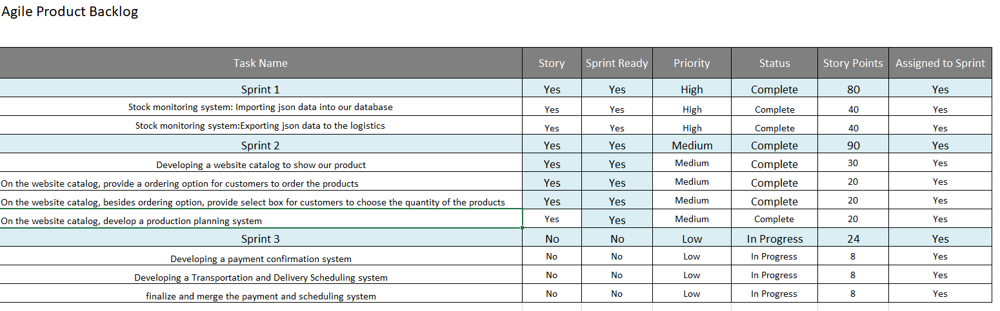 Agile Product Backlog
Task Name Story Sprint Ready Priority Status Story Points Assigned to Sprint
Sprint 1 Yes Yes High Complete 80 Yes
Stock monitoring system: Importing json data into our database Yes Yes High Complete 40 Yes
Stock monitoring system:Exporting json data to the logistics Yes Yes High Complete 40 Yes
Sprint 2 Yes Yes Medium Complete 90 Yes
Developing a website catalog to show our product Yes Yes Medium Complete 30 Yes
On the website catalog, provide a ordering option for customers to order the products Yes Yes Medium Complete 20 Yes
On the website catalog, besides ordering option, provide select box for customers to choose the quantity of the products Yes Yes Medium Complete 20 Yes
On the website catalog, develop a production planning system Yes Yes Medium Complete 20 Yes
Sprint 3 No No Low In Progress 24 Yes
Developing a payment confirmation system No No Low In Progress 8 Yes
Developing a Transportation and Delivery Scheduling system No No Low In Progress 8 Yes
finalize and merge the payment and scheduling system No No Low In Progress 8 Yes